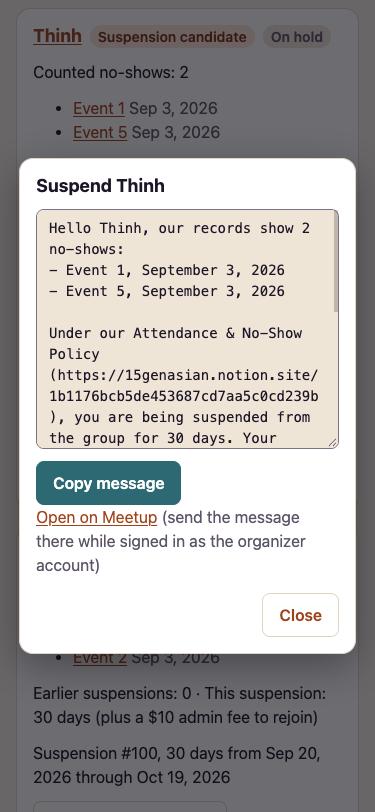 Thinh Suspension candidate On hold
Counted no-shows: 2
• Event 1 Sep 3, 2026
• Event 5 Sep 3, 2026
Suspend Thinh
Hello Thinh, our records show 2
no-shows:
- Event 1, September 3, 2026
- Event 5, September 3, 2026

Under our Attendance & No-Show
Policy
(https://15genasian.notion.site/
1b1176bcb5de453687cd7aa5c0cd239b
), you are being suspended from
the group for 30 days. Your
Copy message
Open on Meetup (send the message
there while signed in as the organizer
account)
Close
Event 2 Sep 3, 2026
Earlier suspensions: 0 · This suspension:
30 days (plus a $10 admin fee to rejoin)
Suspension #100, 30 days from Sep 20,
2026 through Oct 19, 2026